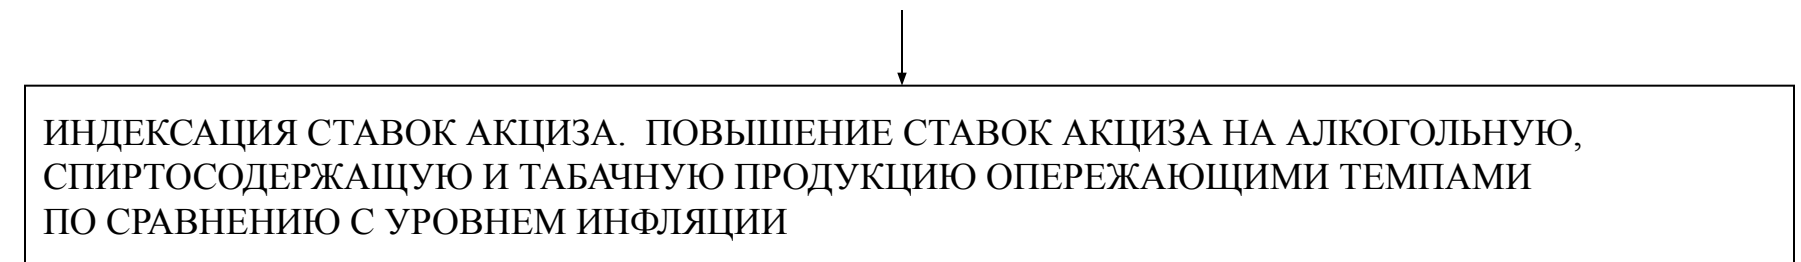 ИНДЕКСАЦИЯ СТАВОК АКЦИЗА.  ПОВЫШЕНИЕ СТАВОК АКЦИЗА НА АЛКОГОЛЬНУЮ,
СПИРТОСОДЕРЖАЩУЮ И ТАБАЧНУЮ ПРОДУКЦИЮ ОПЕРЕЖАЮЩИМИ ТЕМПАМИ
ПО СРАВНЕНИЮ С УРОВНЕМ ИНФЛЯЦИИ